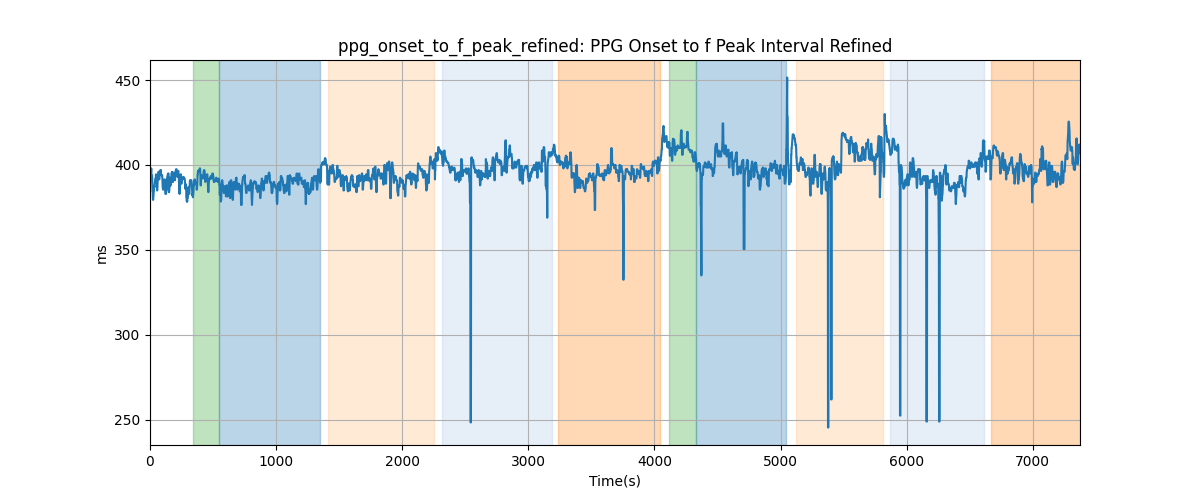 ppg_onset_to_f_peak_refined: PPG Onset to f Peak Interval Refined
450
400
350
300
250
ms
0 1000 2000 3000 4000 5000 6000 7000
Time(s)